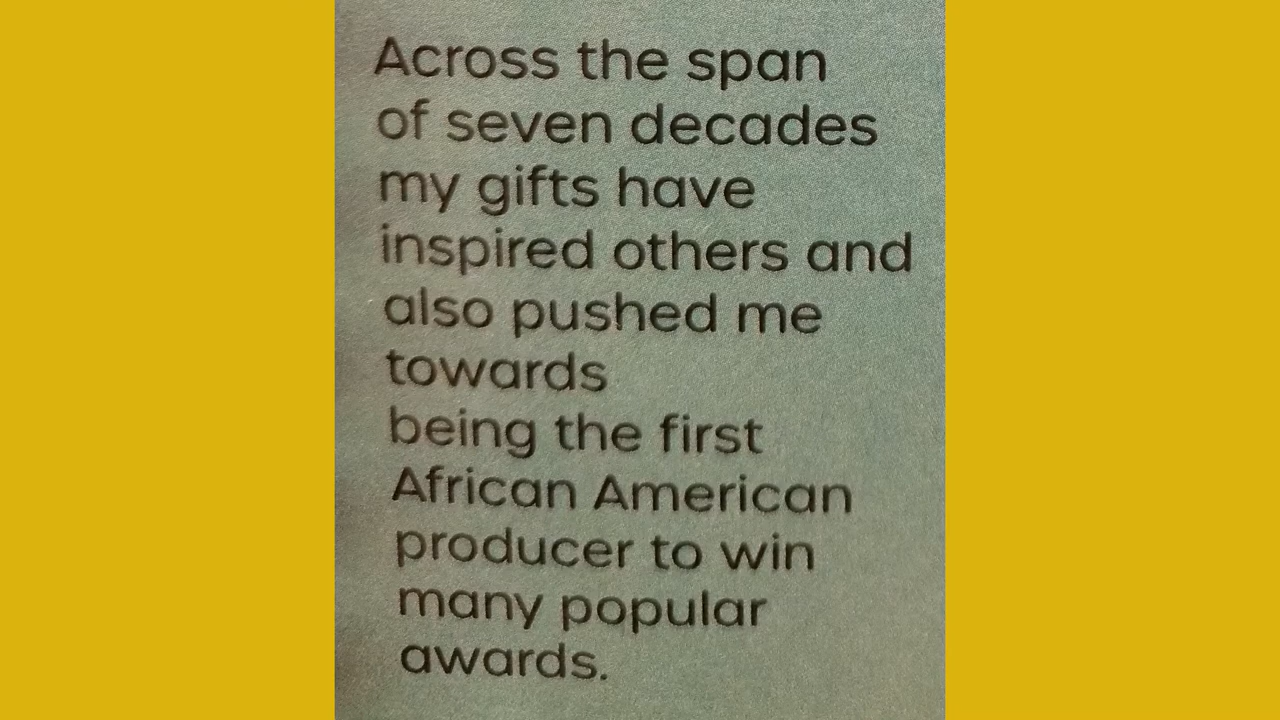 Across the span
of seven decades
my gifts have
inspired others and
also pushed me
towards
being the first
African American
producer to win
many popular
awards.